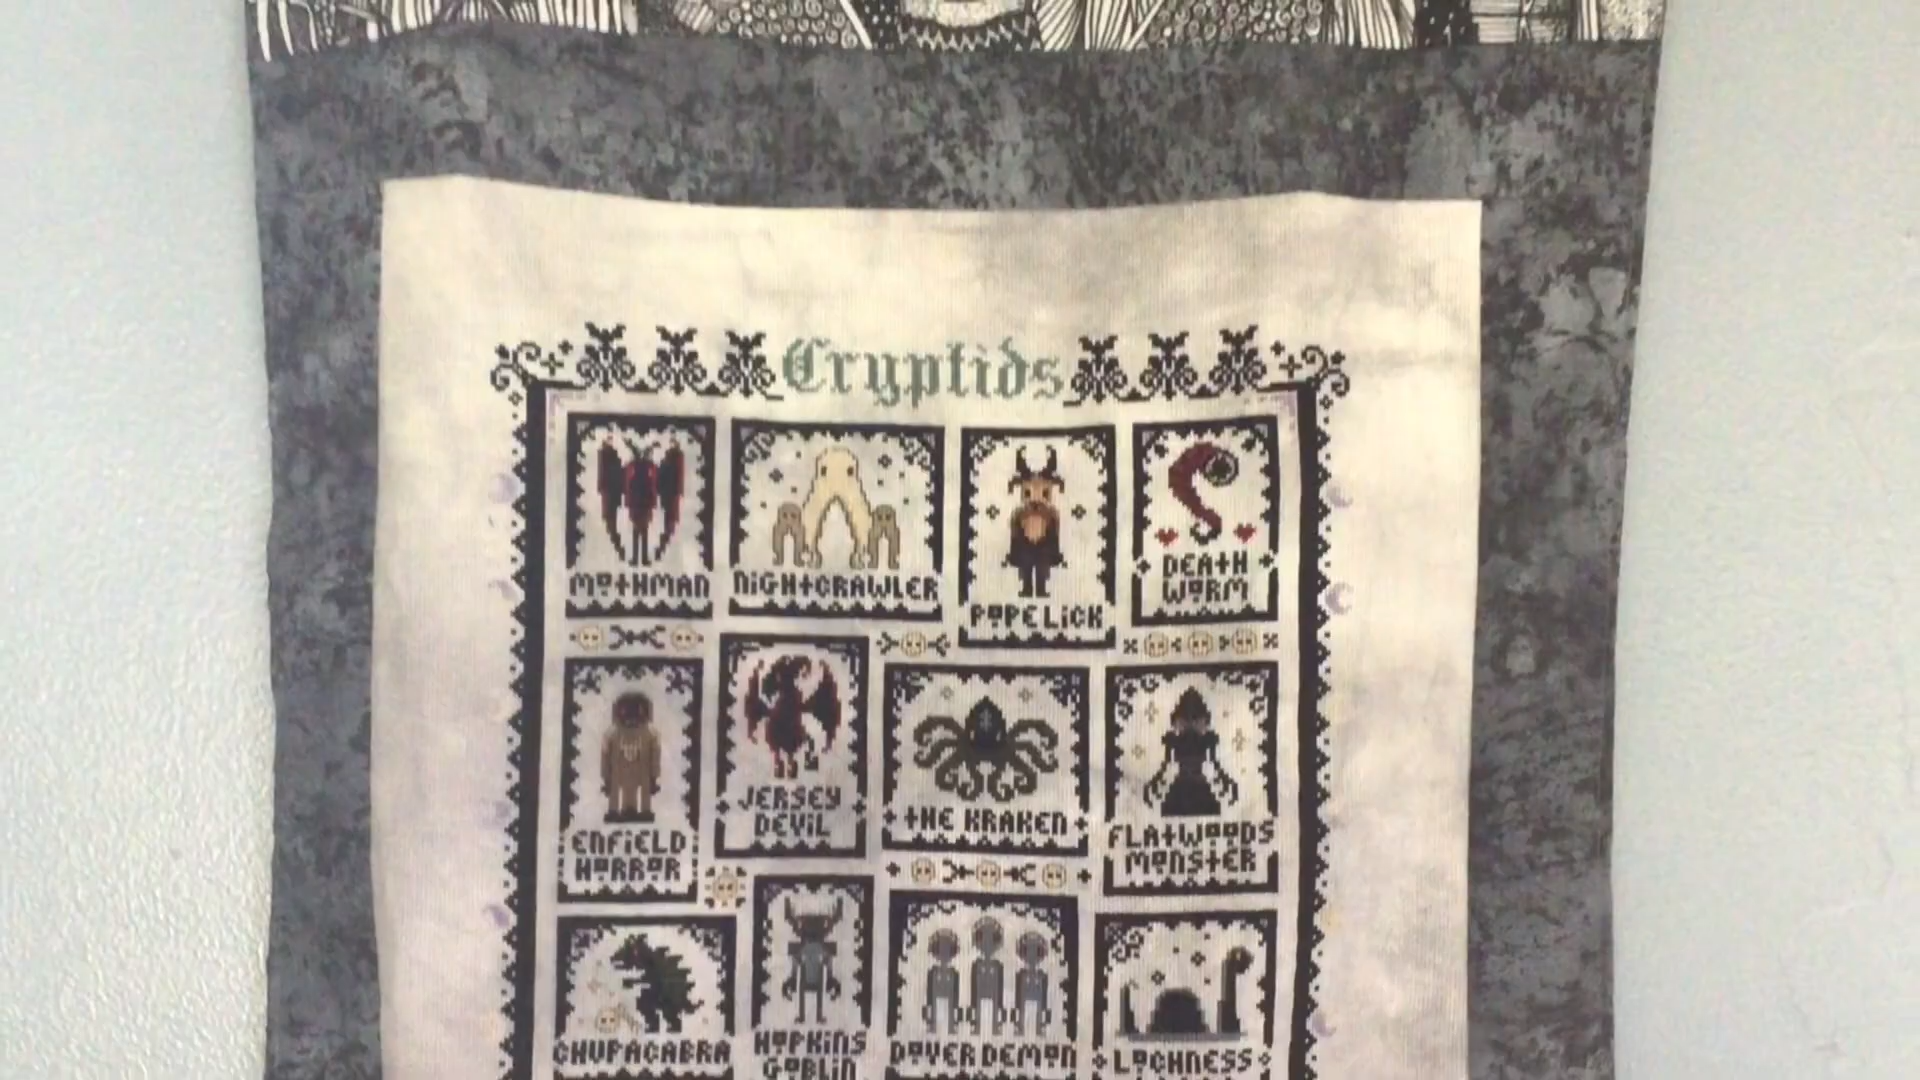 Cryptids
MOTHMAN
NIGHTCRAWLER
POPE LICK
DEATH
WORM
ENFIELD
HORROR
JERSEY
DEVIL
THE KRAKEN
FLATWOODS
MONSTER
CHUPACABRA
HOPKINS
GOBLIN
DOVER DEMON
LOCHNESS